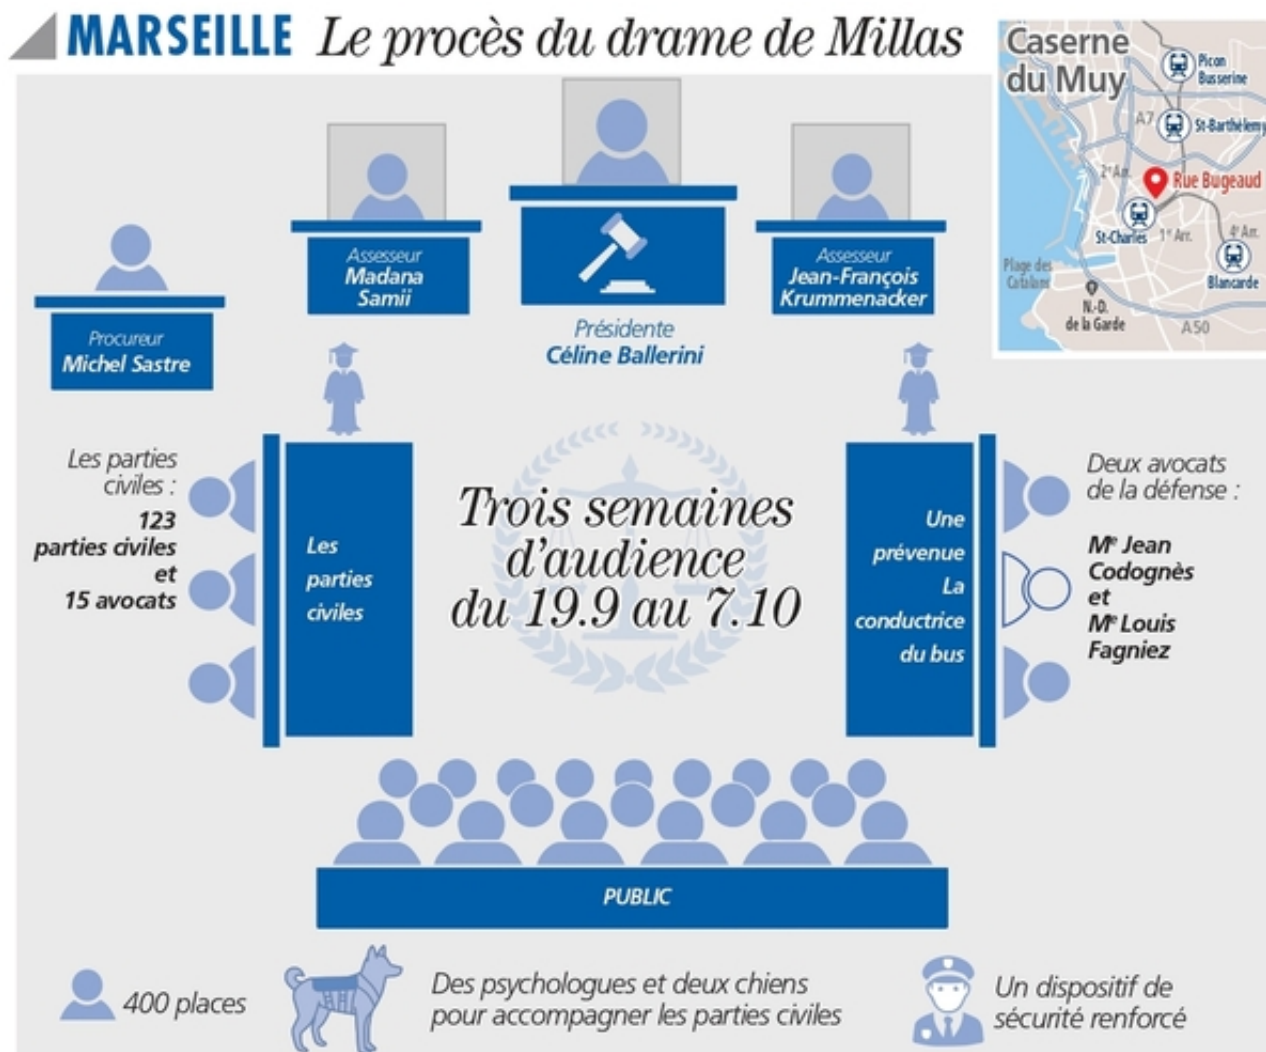 MARSEILLE Le procès du drame de Millas
Caserne
du Muy
Picon
Busserine
A7
St-Barthélemy
2e Arr.
Rue Bugeaud
St-Charles
1er Arr.
4e Arr.
Blancarde
Plage des
Catalans
N.-D.
de la Garde
A50
Procureur
Michel Sastre
Assesseur
Madana
Samii
Présidente
Céline Ballerini
Assesseur
Jean-François
Krummenacker
Les parties
civiles :
123
parties civiles
et
15 avocats
Les
parties
civiles
Trois semaines
d'audience
du 19.9 au 7.10
Une
prévenue
La
conductrice
du bus
Deux avocats
de la défense :
Me Jean
Codognès
et
Me Louis
Fagniez
PUBLIC
400 places
Des psychologues et deux chiens
pour accompagner les parties civiles
Un dispositif de
sécurité renforcé